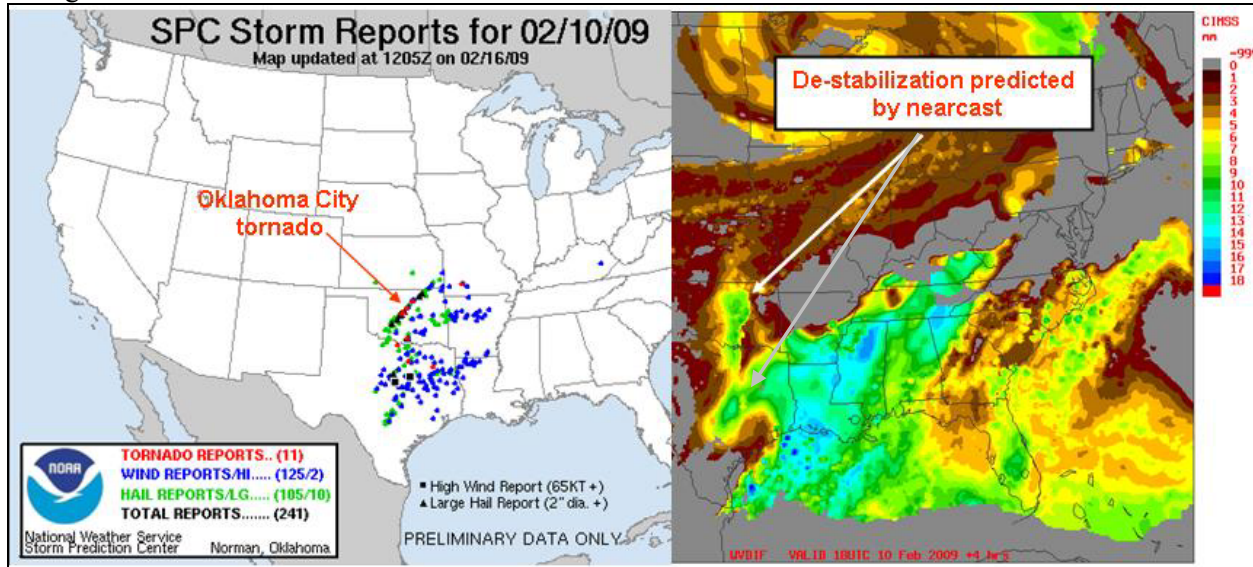 SPC Storm Reports for 02/10/09
Map updated at 1205Z on 02/16/09
Oklahoma City
tornado
NOAA
TORNADO REPORTS.. (11)
WIND REPORTS/HI..... (125/2)
HAIL REPORTS/LG..... (105/10)
TOTAL REPORTS....... (241)
National Weather Service
Storm Prediction Center Norman, Oklahoma
■ High Wind Report (65KT +)
▲ Large Hail Report (2" dia. +)
PRELIMINARY DATA ONLY
De-stabilization predicted
by nearcast
CIMSS
=999
0
1
2
3
4
5
6
7
8
9
10
11
12
13
14
15
16
17
18
WVDIF VALID 18UTC 10 Feb 2009 +4 hrs